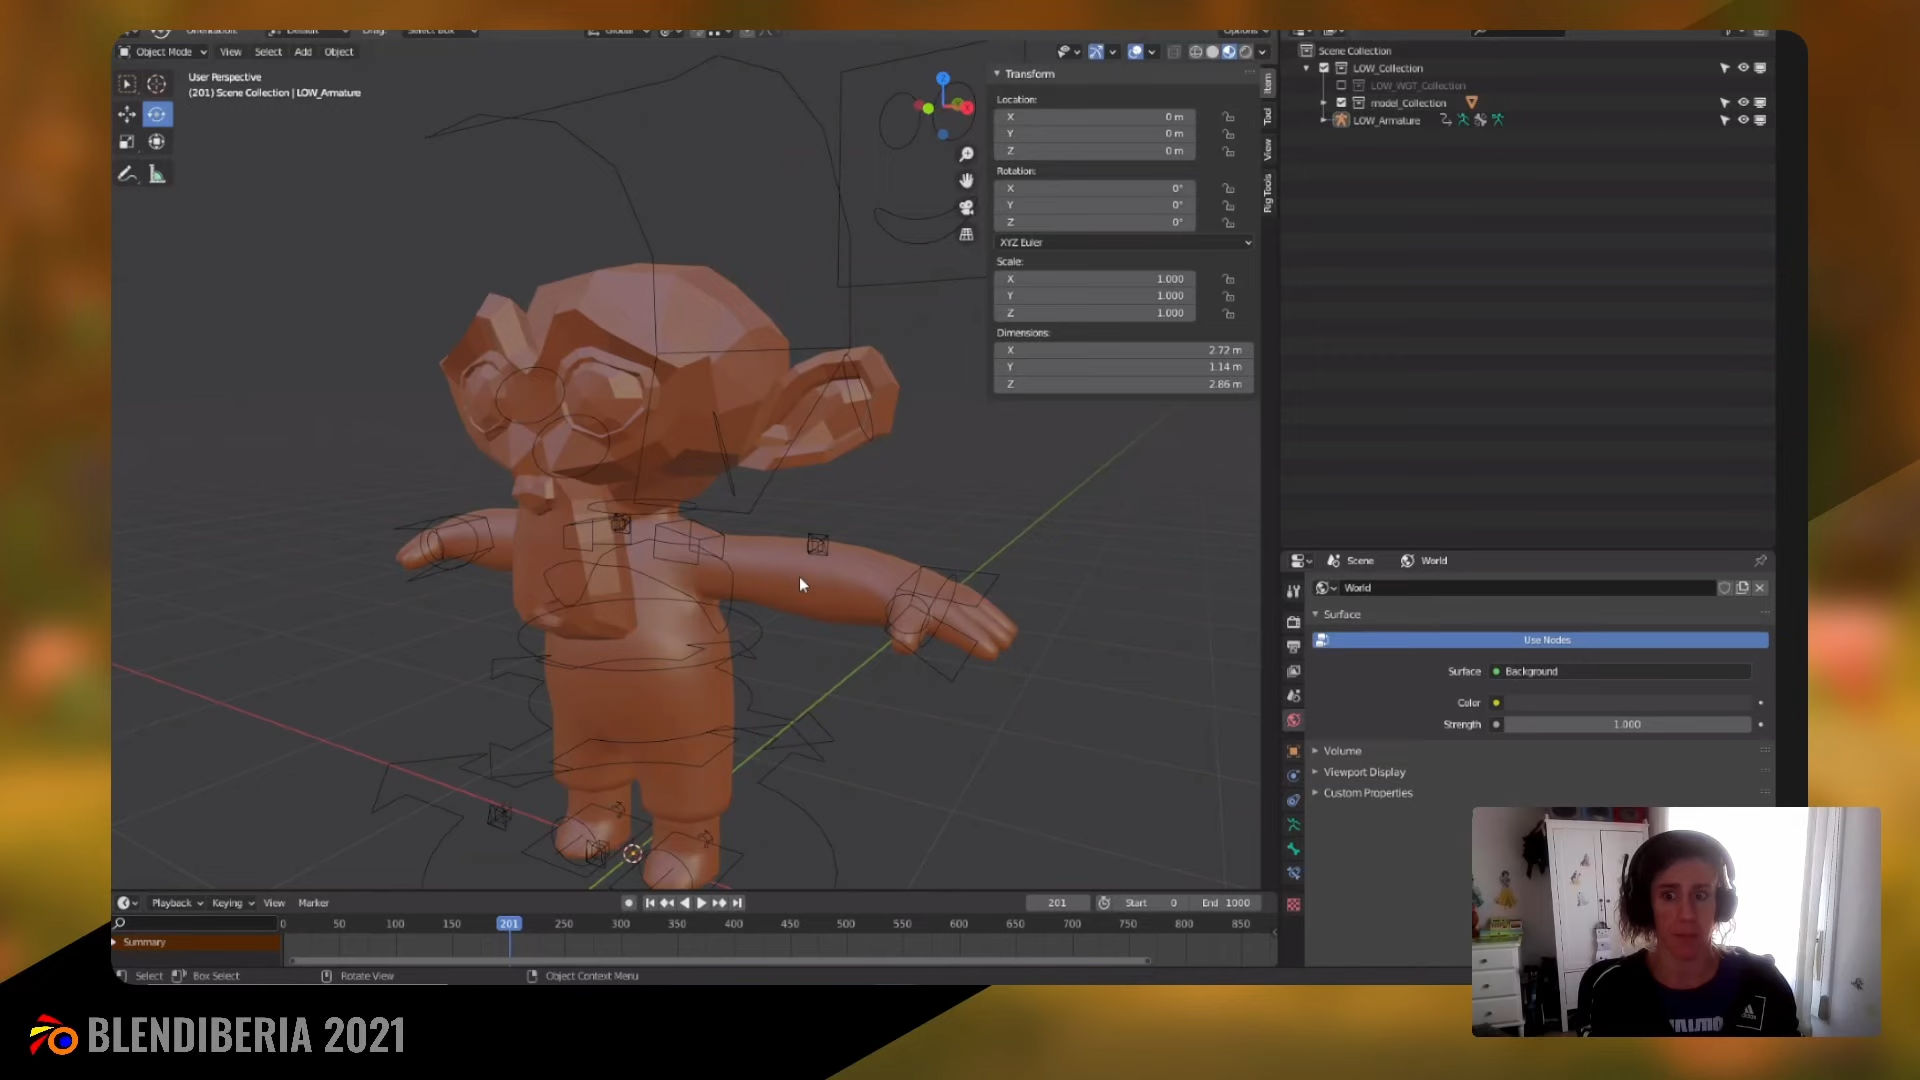 Object Mode View Select Add Object
User Perspective
(201) Scene Collection | LOW_Armature
Transform
Location:
X 0 m
Y 0 m
Z 0 m
Rotation:
X 0°
Y 0°
Z 0°
XYZ Euler
Scale:
X 1.000
Y 1.000
Z 1.000
Dimensions:
X 2.72 m
Y 1.14 m
Z 2.86 m
Item
Tool
View
Rig Tools
Scene Collection
LOW_Collection
LOW_WGT_Collection
model_Collection
LOW_Armature
Scene World
World
Surface
Use Nodes
Surface Background
Color
Strength 1.000
Volume
Viewport Display
Custom Properties
Playback Keying View Marker
201 Start 0 End 1000
0 50 100 150 201 250 300 350 400 450 500 550 600 650 700 750 800 850
Summary
Select Box Select Rotate View Object Context Menu
BLENDIBERIA 2021